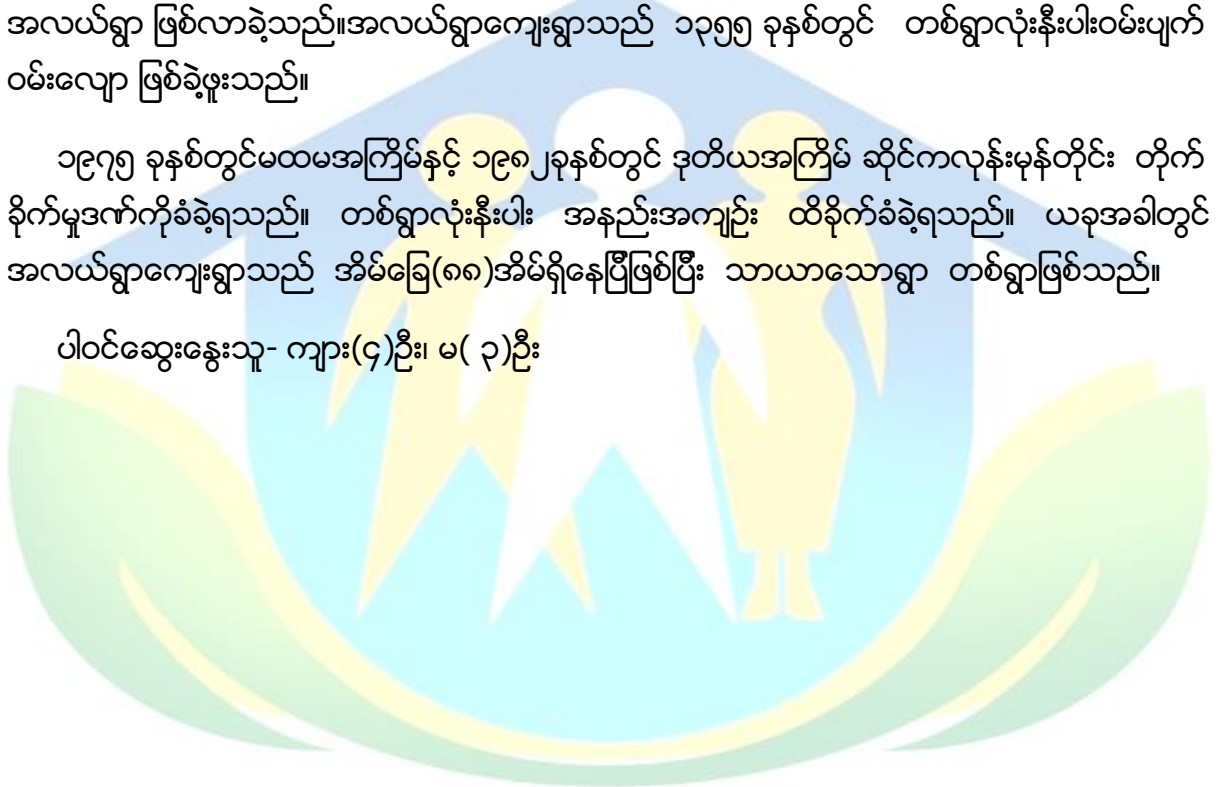 အလယ်ရွာ ဖြစ်လာခဲ့သည်။အလယ်ရွာကျေးရွာသည် ၁၃၅၅ ခုနှစ်တွင် တစ်ရွာလုံးနီးပါးဝမ်းပျက်
ဝမ်းလျော ဖြစ်ခဲ့ဖူးသည်။
၁၉၇၅ ခုနှစ်တွင်မထမအကြိမ်နှင့် ၁၉၈၂ခုနှစ်တွင် ဒုတိယအကြိမ် ဆိုင်ကလုန်းမုန်တိုင်း တိုက်
ခိုက်မှုဒဏ်ကိုခံခဲ့ရသည်။ တစ်ရွာလုံးနီးပါး အနည်းအကျဉ်း ထိခိုက်ခံခဲ့ရသည်။ ယခုအခါတွင်
အလယ်ရွာကျေးရွာသည် အိမ်ခြေ(၈၈)အိမ်ရှိနေပြီဖြစ်ပြီး သာယာသောရွာ တစ်ရွာဖြစ်သည်။
ပါဝင်ဆွေးနွေးသူ- ကျား(၄)ဦး၊ မ( ၃)ဦး